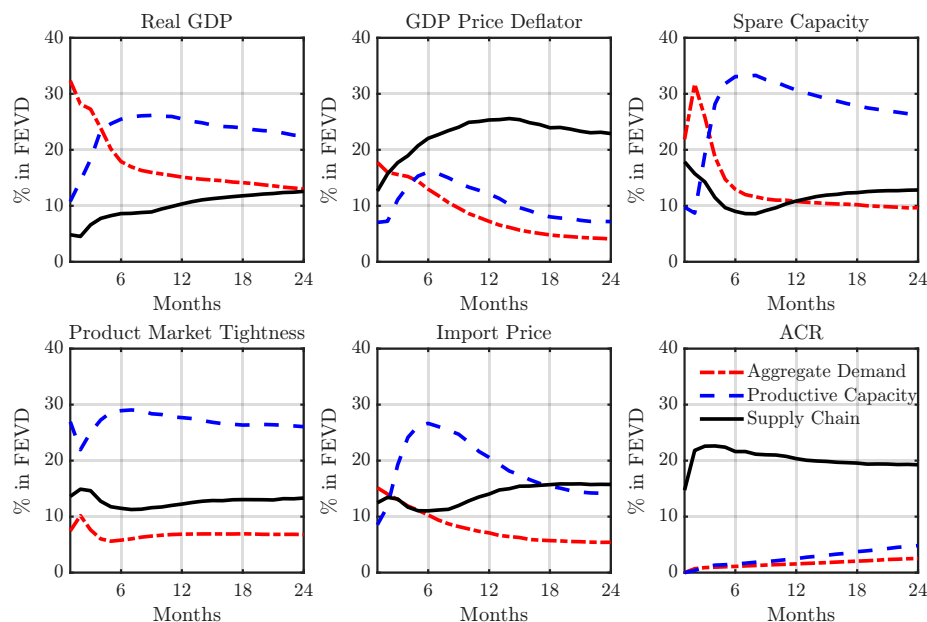 Real GDP
GDP Price Deflator
Spare Capacity
40
30
20
10
0
% in FEVD
6
12
18
24
Months
40
30
20
10
0
% in FEVD
6
12
18
24
Months
40
30
20
10
0
% in FEVD
6
12
18
24
Months
Product Market Tightness
Import Price
ACR
40
30
20
10
0
% in FEVD
6
12
18
24
Months
40
30
20
10
0
% in FEVD
6
12
18
24
Months
40
30
20
10
0
% in FEVD
Aggregate Demand
Productive Capacity
Supply Chain
6
12
18
24
Months